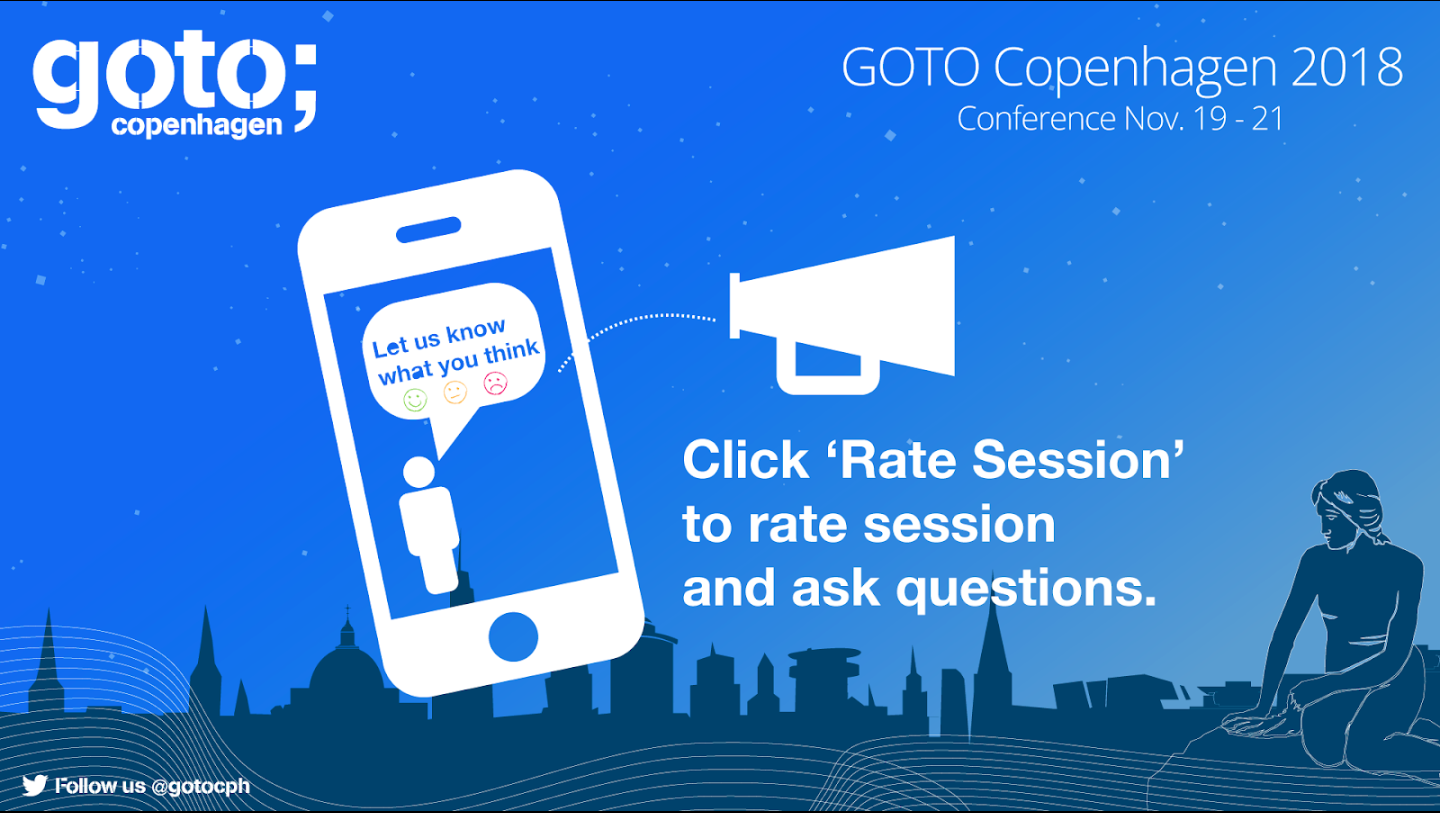 goto;
copenhagen
GOTO Copenhagen 2018
Conference Nov. 19 - 21
Let us know
what you think
Click ‘Rate Session’
to rate session
and ask questions.
Follow us @gotocph